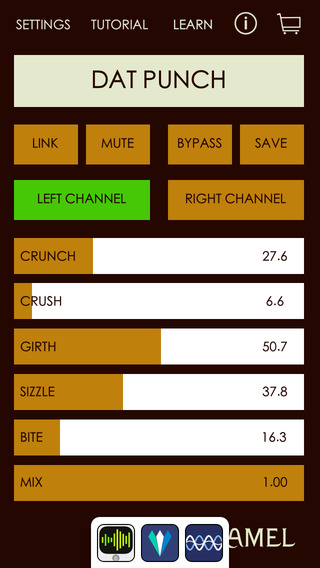 SETTINGS TUTORIAL LEARN
DAT PUNCH
LINK MUTE BYPASS SAVE
LEFT CHANNEL RIGHT CHANNEL
CRUNCH 27.6
CRUSH 6.6
GIRTH 50.7
SIZZLE 37.8
BITE 16.3
MIX 1.00
AMEL